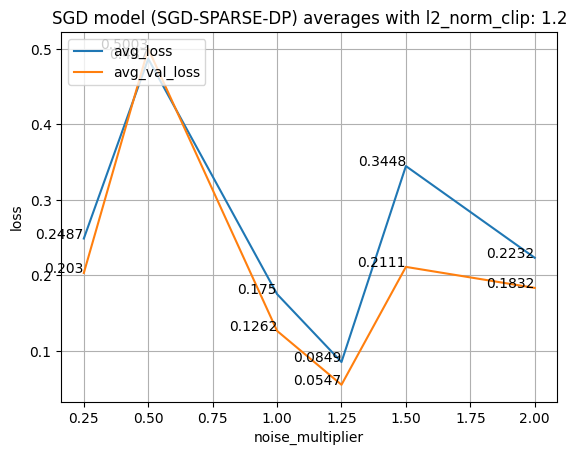 SGD model (SGD-SPARSE-DP) averages with l2_norm_clip: 1.2
avg_loss
avg_val_loss
0.5003
0.2487
0.203
0.175
0.1262
0.0849
0.0547
0.3448
0.2111
0.2232
0.1832
0.5
0.4
0.3
0.2
0.1
loss
0.25 0.50 0.75 1.00 1.25 1.50 1.75 2.00
noise_multiplier